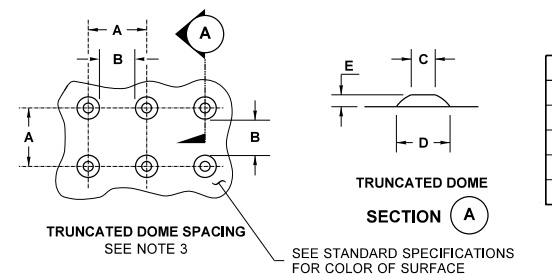 A
B
A
A
B
E
C
D
TRUNCATED DOME SPACING
SEE NOTE 3
TRUNCATED DOME
SECTION A
SEE STANDARD SPECIFICATIONS
FOR COLOR OF SURFACE